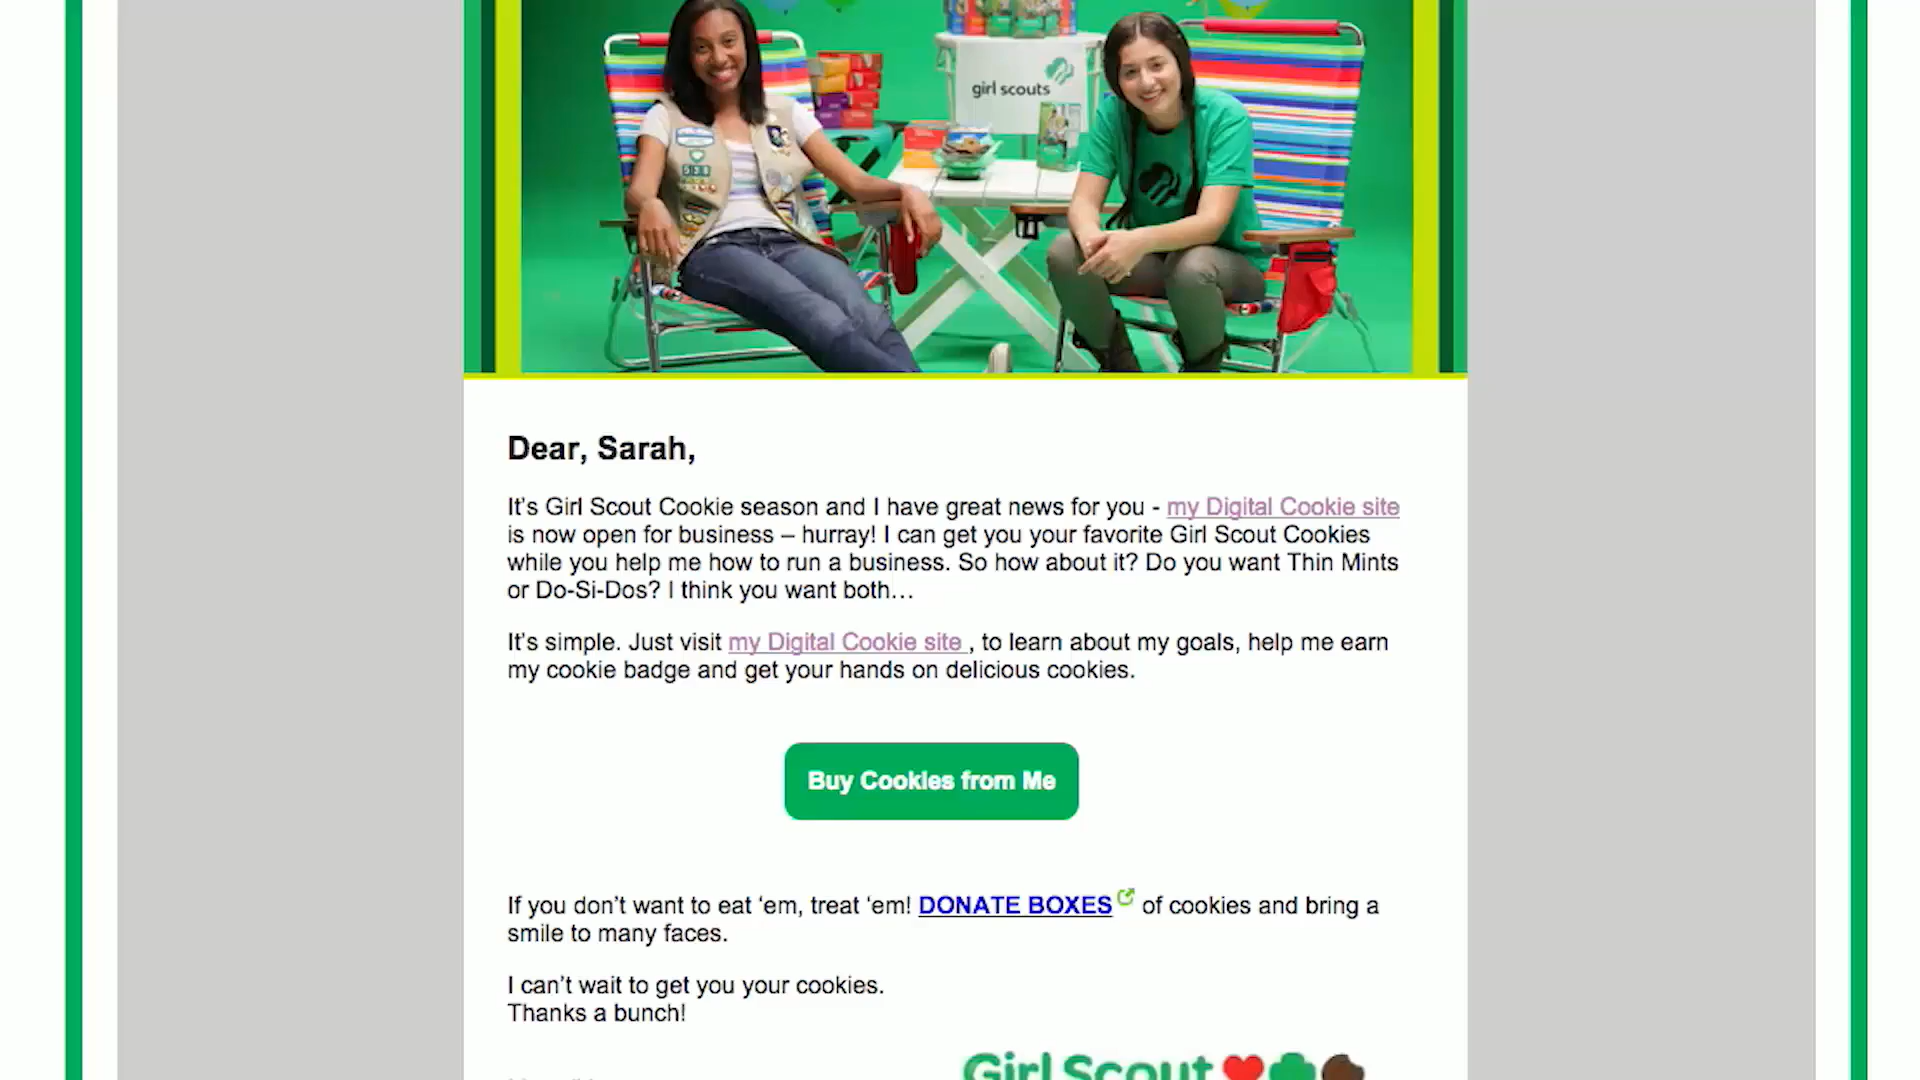 girl scouts
Dear, Sarah,
It's Girl Scout Cookie season and I have great news for you - my Digital Cookie site
is now open for business – hurray! I can get you your favorite Girl Scout Cookies
while you help me how to run a business. So how about it? Do you want Thin Mints
or Do-Si-Dos? I think you want both…
It's simple. Just visit my Digital Cookie site , to learn about my goals, help me earn
my cookie badge and get your hands on delicious cookies.
Buy Cookies from Me
If you don't want to eat ‘em, treat ‘em! DONATE BOXES of cookies and bring a
smile to many faces.
I can't wait to get you your cookies.
Thanks a bunch!
Girl Scout